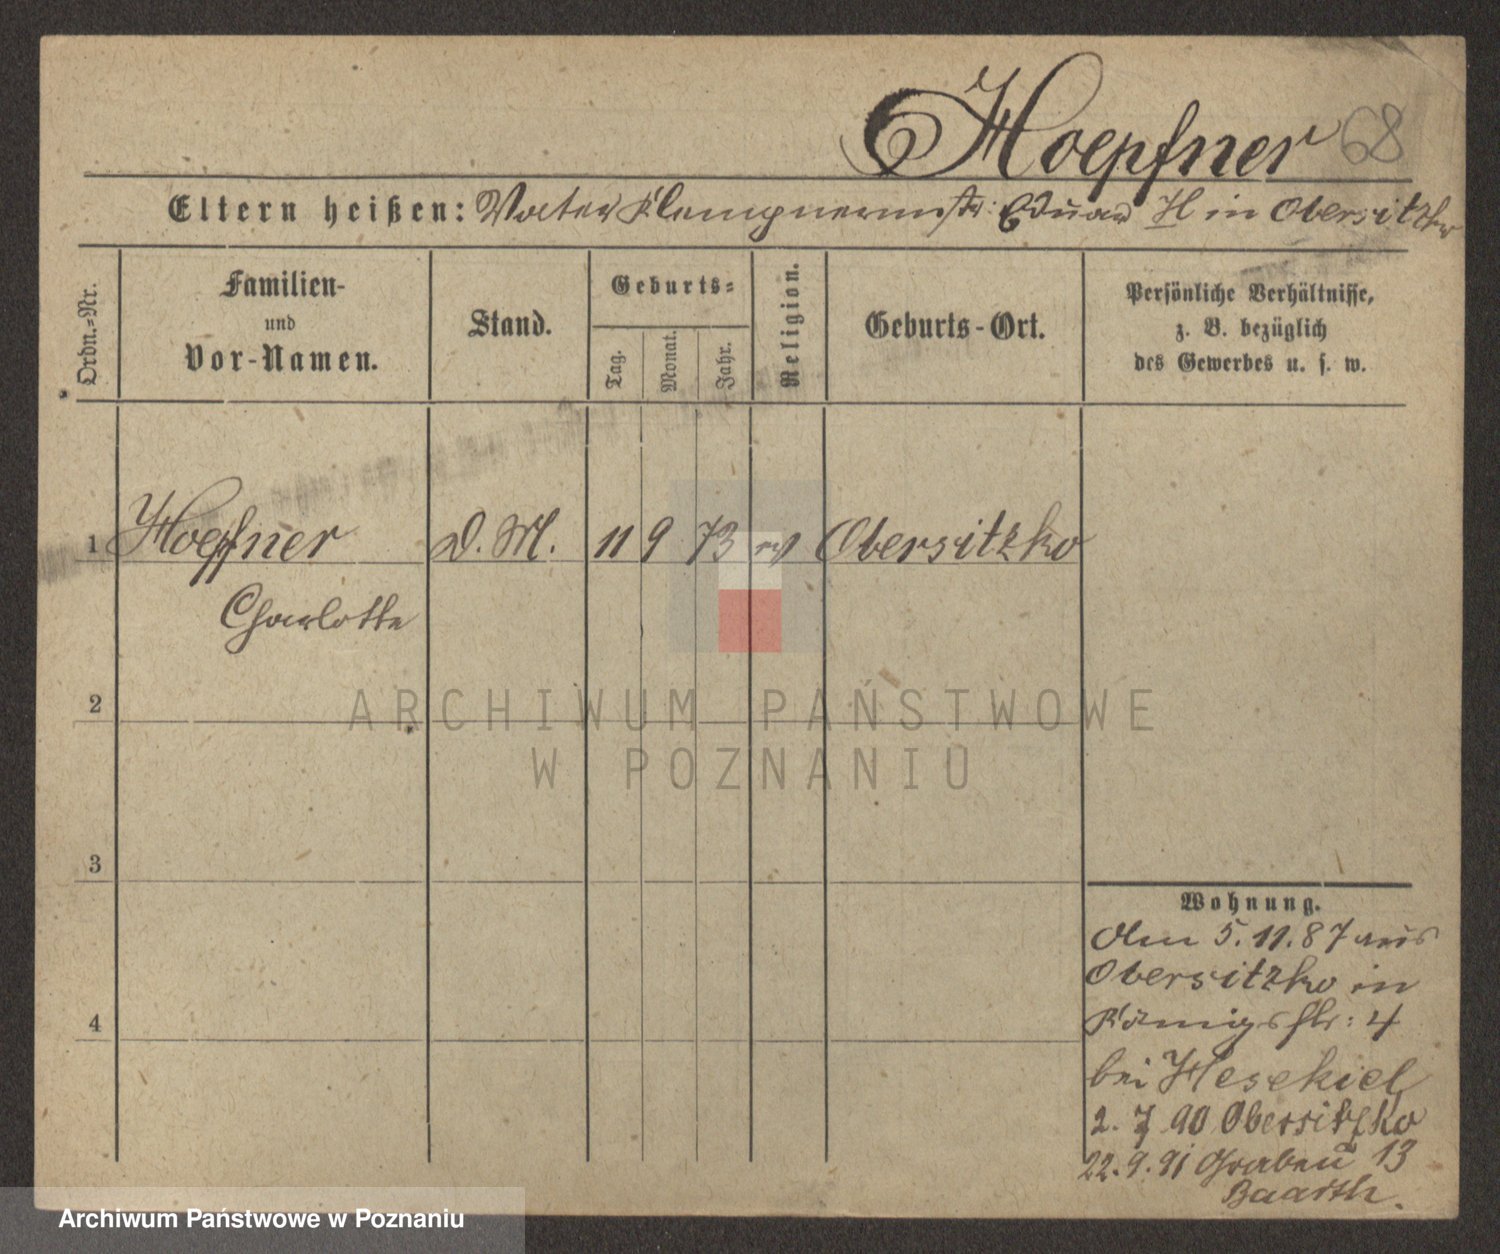 Hoepfner 68
Eltern heißen: Vater Klempnermstr: Eduard H in Obersitzko
Ordn.-Nr.
Familien-
und
Vor-Namen.
Stand.
Geburts-
Tag.
Monat.
Jahr.
Religion.
Geburts-Ort.
Persönliche Verhältnisse,
z. B. bezüglich
des Gewerbes u. s. w.
1 Hoepfner D. M. 11 9 73 Obersitzko
Charlotte
2
ARCHIWUM PAŃSTWOWE
W POZNANIU
3
Wohnung.
Am 5.11.87 aus
Obersitzko in
Königsstr: 4
4
bei Hesekiel
2. 7 90 Obersitzko
22.9.91 Graben 13
Baarth.
Archiwum Państwowe w Poznaniu